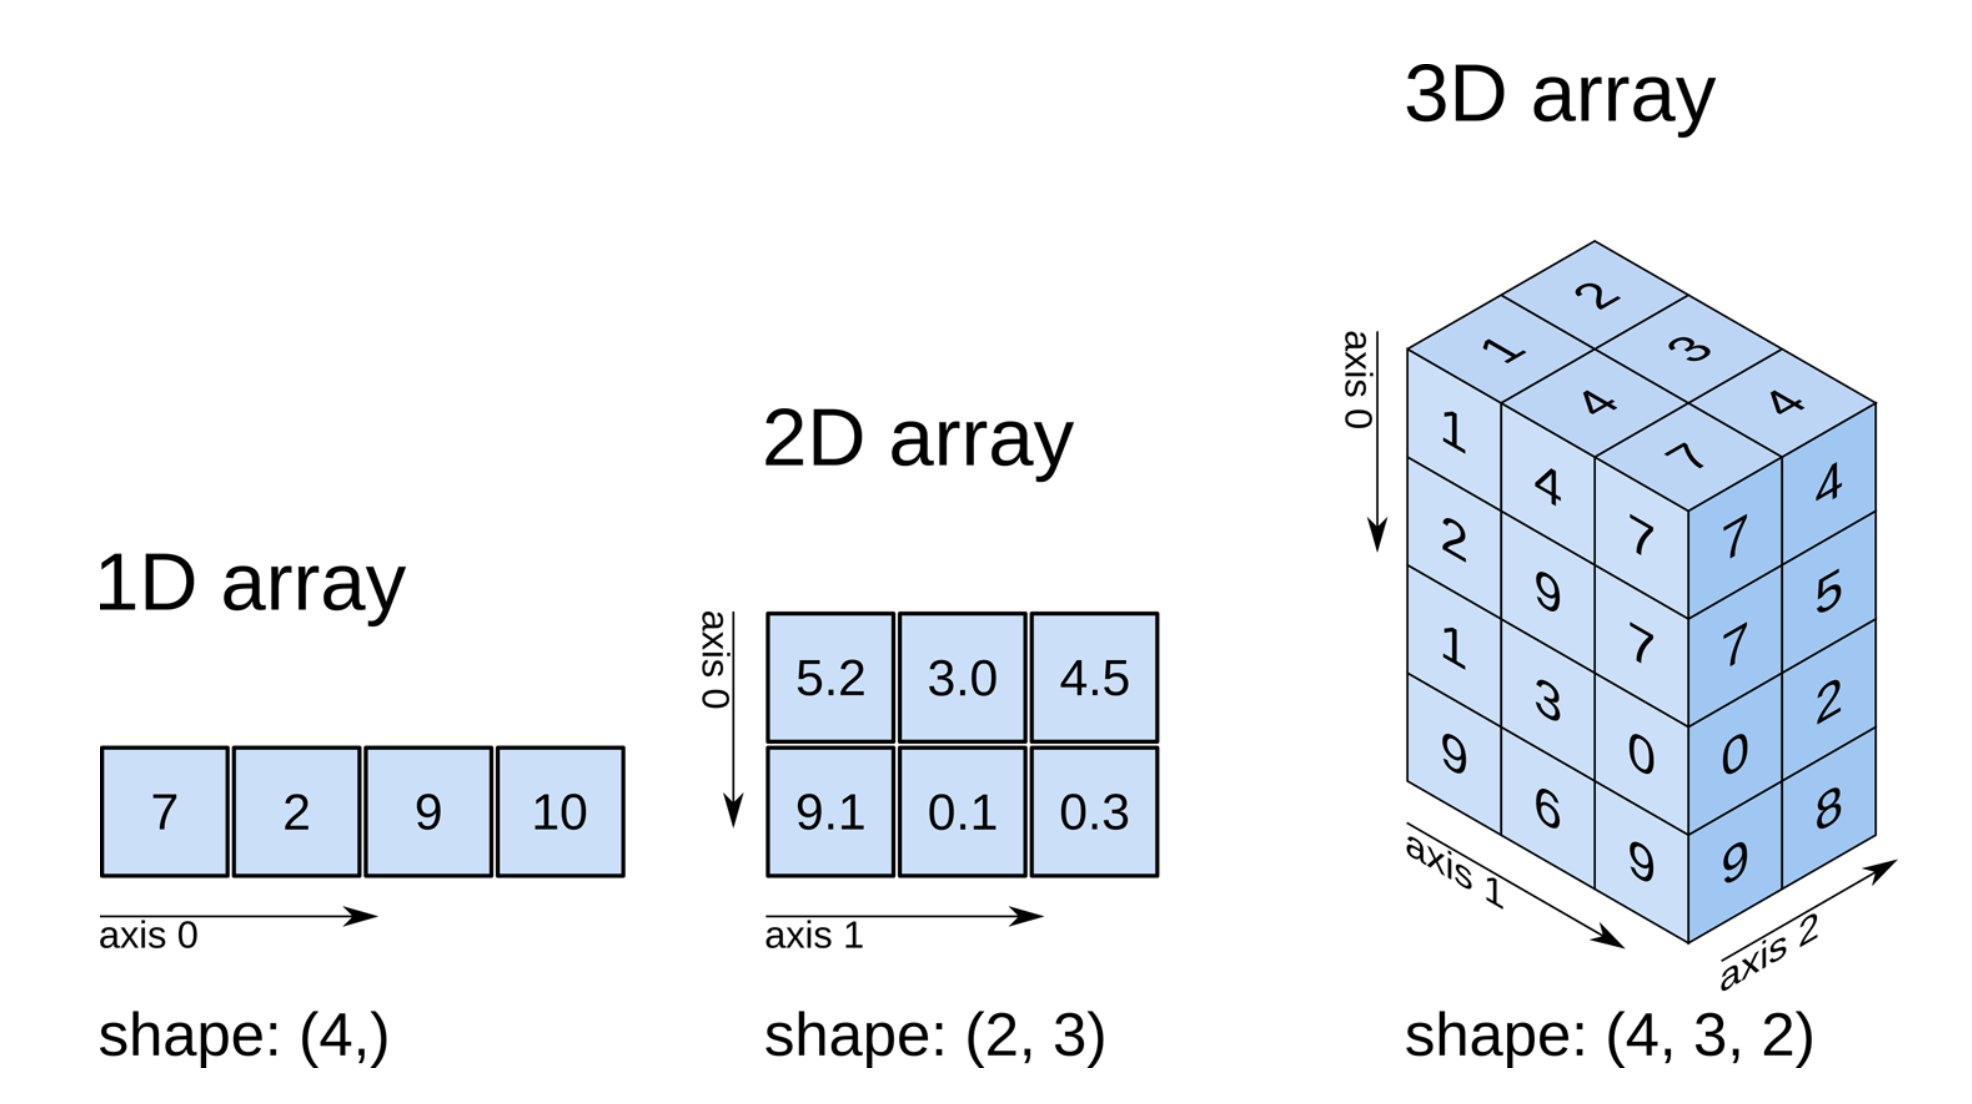 1D array
7 2 9 10
axis 0
shape: (4,)
2D array
axis 0
5.2 3.0 4.5
9.1 0.1 0.3
axis 1
shape: (2, 3)
3D array
axis 0
2
1 3
4 4
7
1 4 7 7 4
2 9 7 7 5
1 3 0 0 2
9 6 9 9 8
axis 1
axis 2
shape: (4, 3, 2)